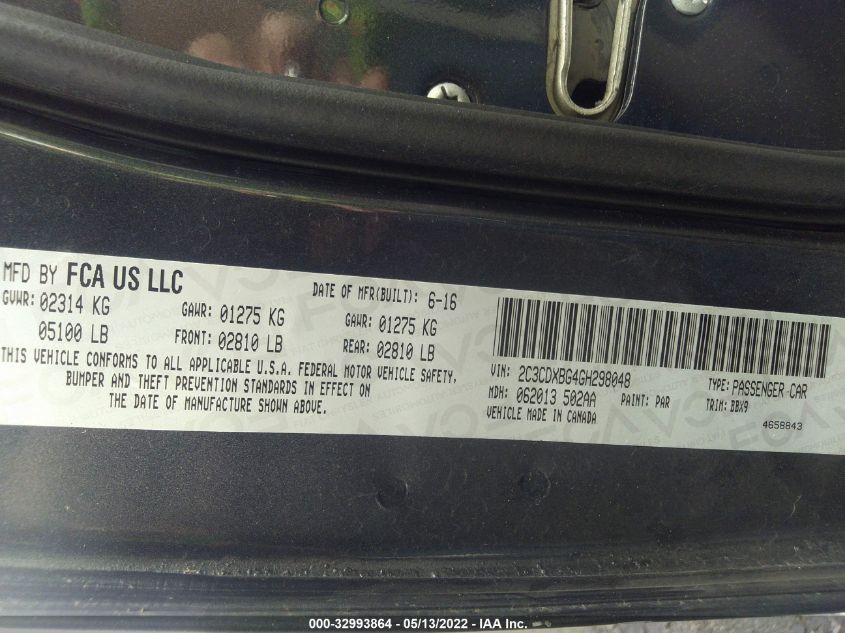 MFD BY FCA US LLC
DATE OF MFR(BUILT): 6-16
GVWR: 02314 KG
GAWR: 01275 KG
GAWR: 01275 KG
05100 LB
FRONT: 02810 LB
REAR: 02810 LB
THIS VEHICLE CONFORMS TO ALL APPLICABLE U.S.A. FEDERAL MOTOR VEHICLE SAFETY,
BUMPER AND THEFT PREVENTION STANDARDS IN EFFECT ON
THE DATE OF MANUFACTURE SHOWN ABOVE.
VIN: 2C3CDXBG4GH298048
TYPE: PASSENGER CAR
MDH: 062013 502AA
PAINT: PAR
TRIM: BBX9
VEHICLE MADE IN CANADA
4658843
000-32993864 - 05/13/2022 - IAA Inc.